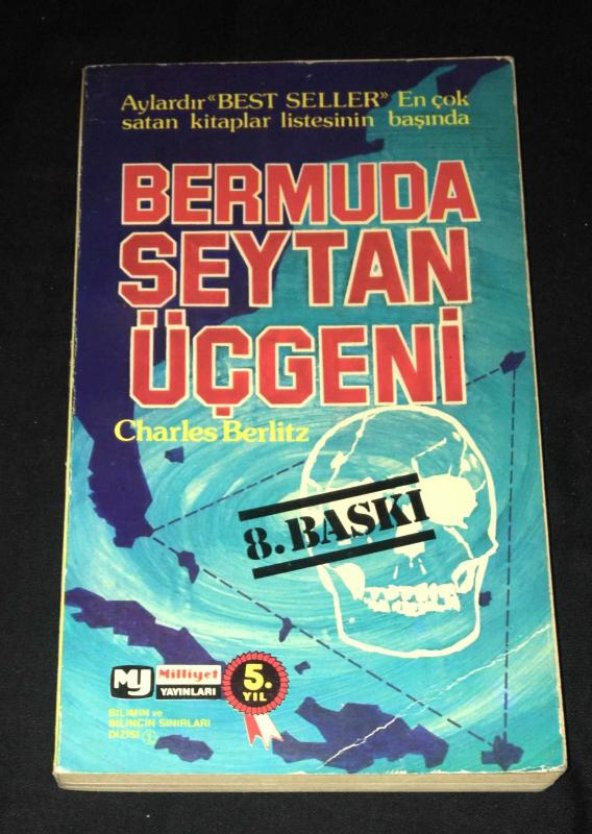 Aylardır «BEST SELLER» En çok
satan kitaplar listesinin başında
BERMUDA
ŞEYTAN
ÜÇGENİ
Charles Berlitz
8. BASKI
MY Milliyet
YAYINLARI
5.
YIL
BİLİMİN ve
BİLİNCİN SINIRLARI
DİZİSİ 1